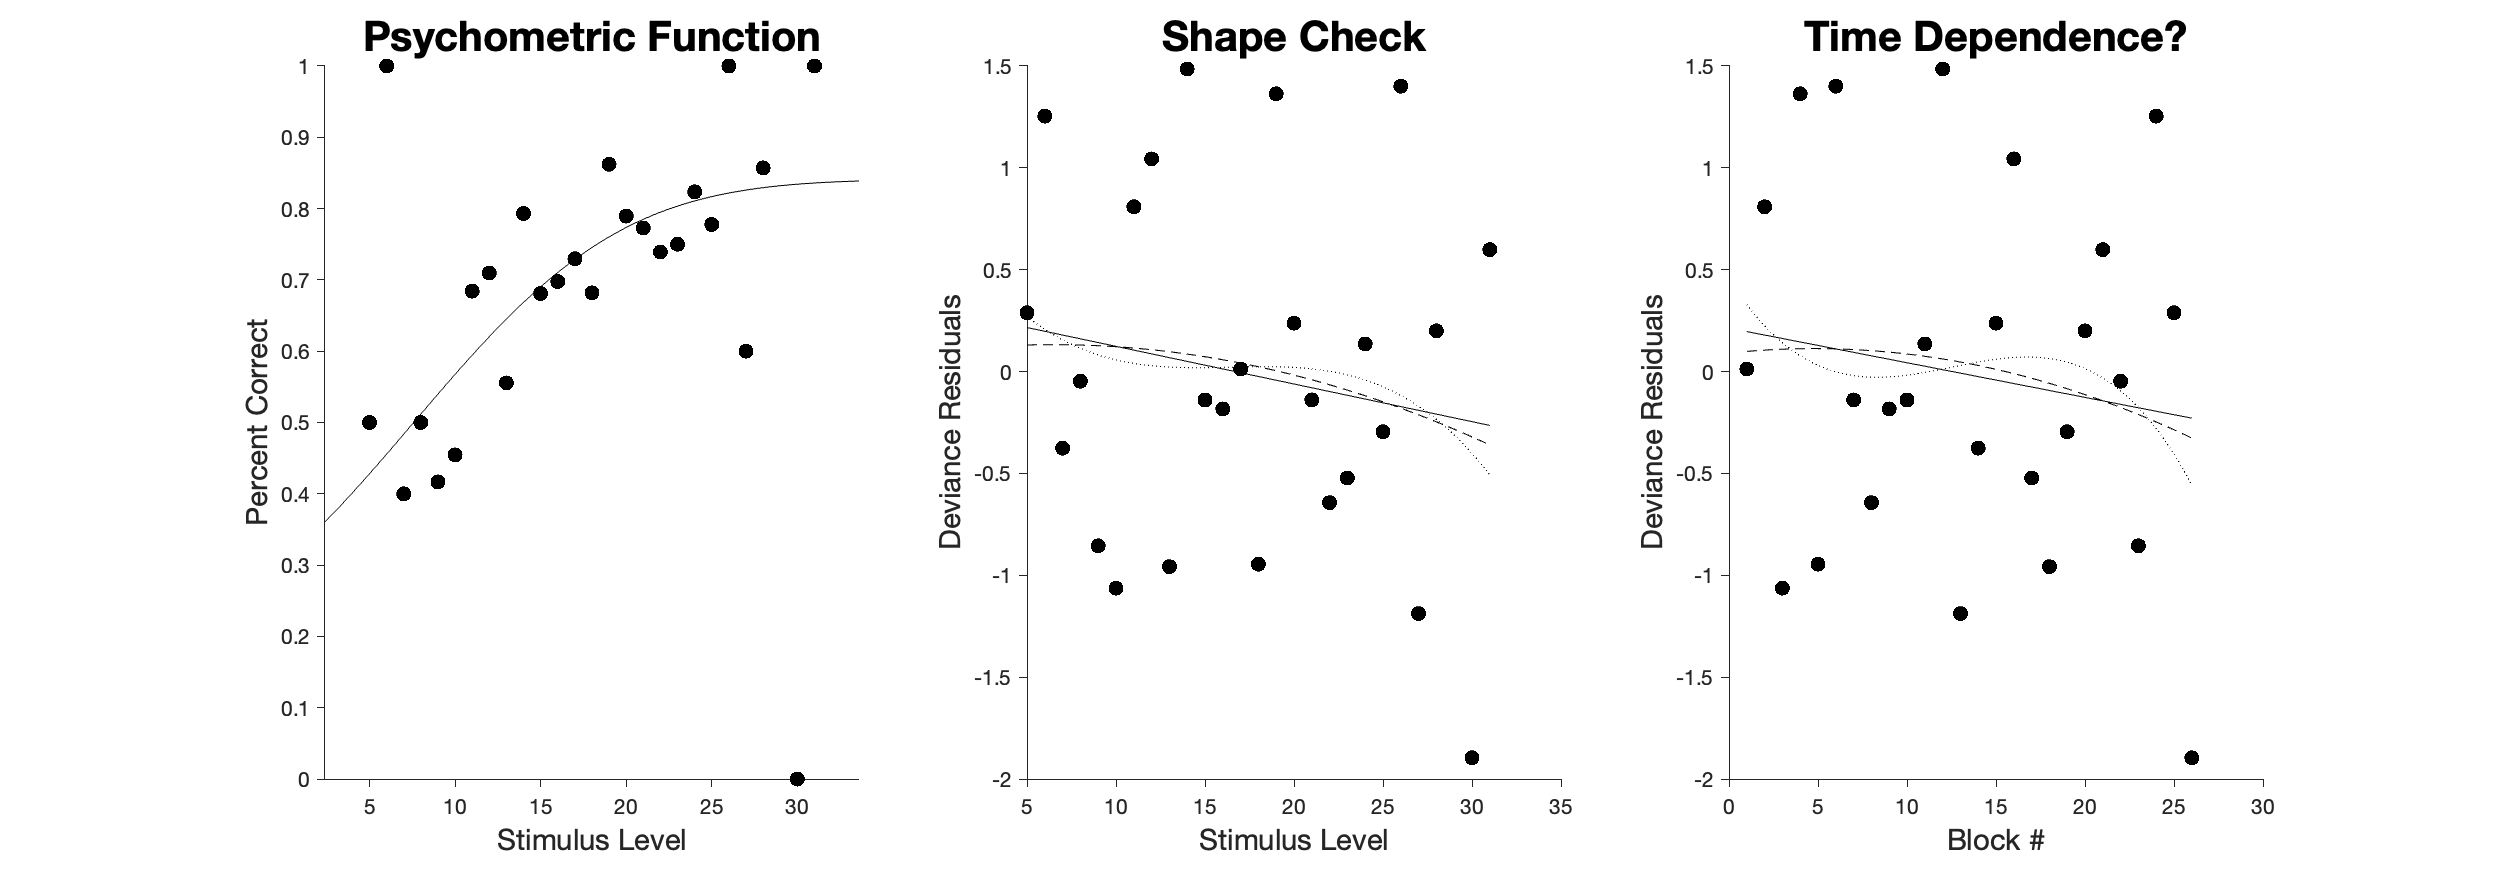 Psychometric Function
Percent Correct
1
0.9
0.8
0.7
0.6
0.5
0.4
0.3
0.2
0.1
0
5 10 15 20 25 30
Stimulus Level
Shape Check
Deviance Residuals
1.5
1
0.5
0
-0.5
-1
-1.5
-2
5 10 15 20 25 30 35
Stimulus Level
Time Dependence?
Deviance Residuals
1.5
1
0.5
0
-0.5
-1
-1.5
-2
0 5 10 15 20 25 30
Block #